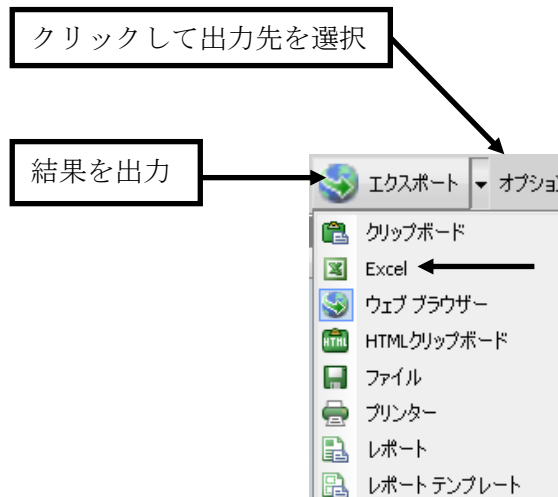 クリックして出力先を選択
結果を出力
エクスポート オプション
クリップボード
Excel
ウェブ ブラウザー
HTMLクリップボード
ファイル
プリンター
レポート
レポート テンプレート